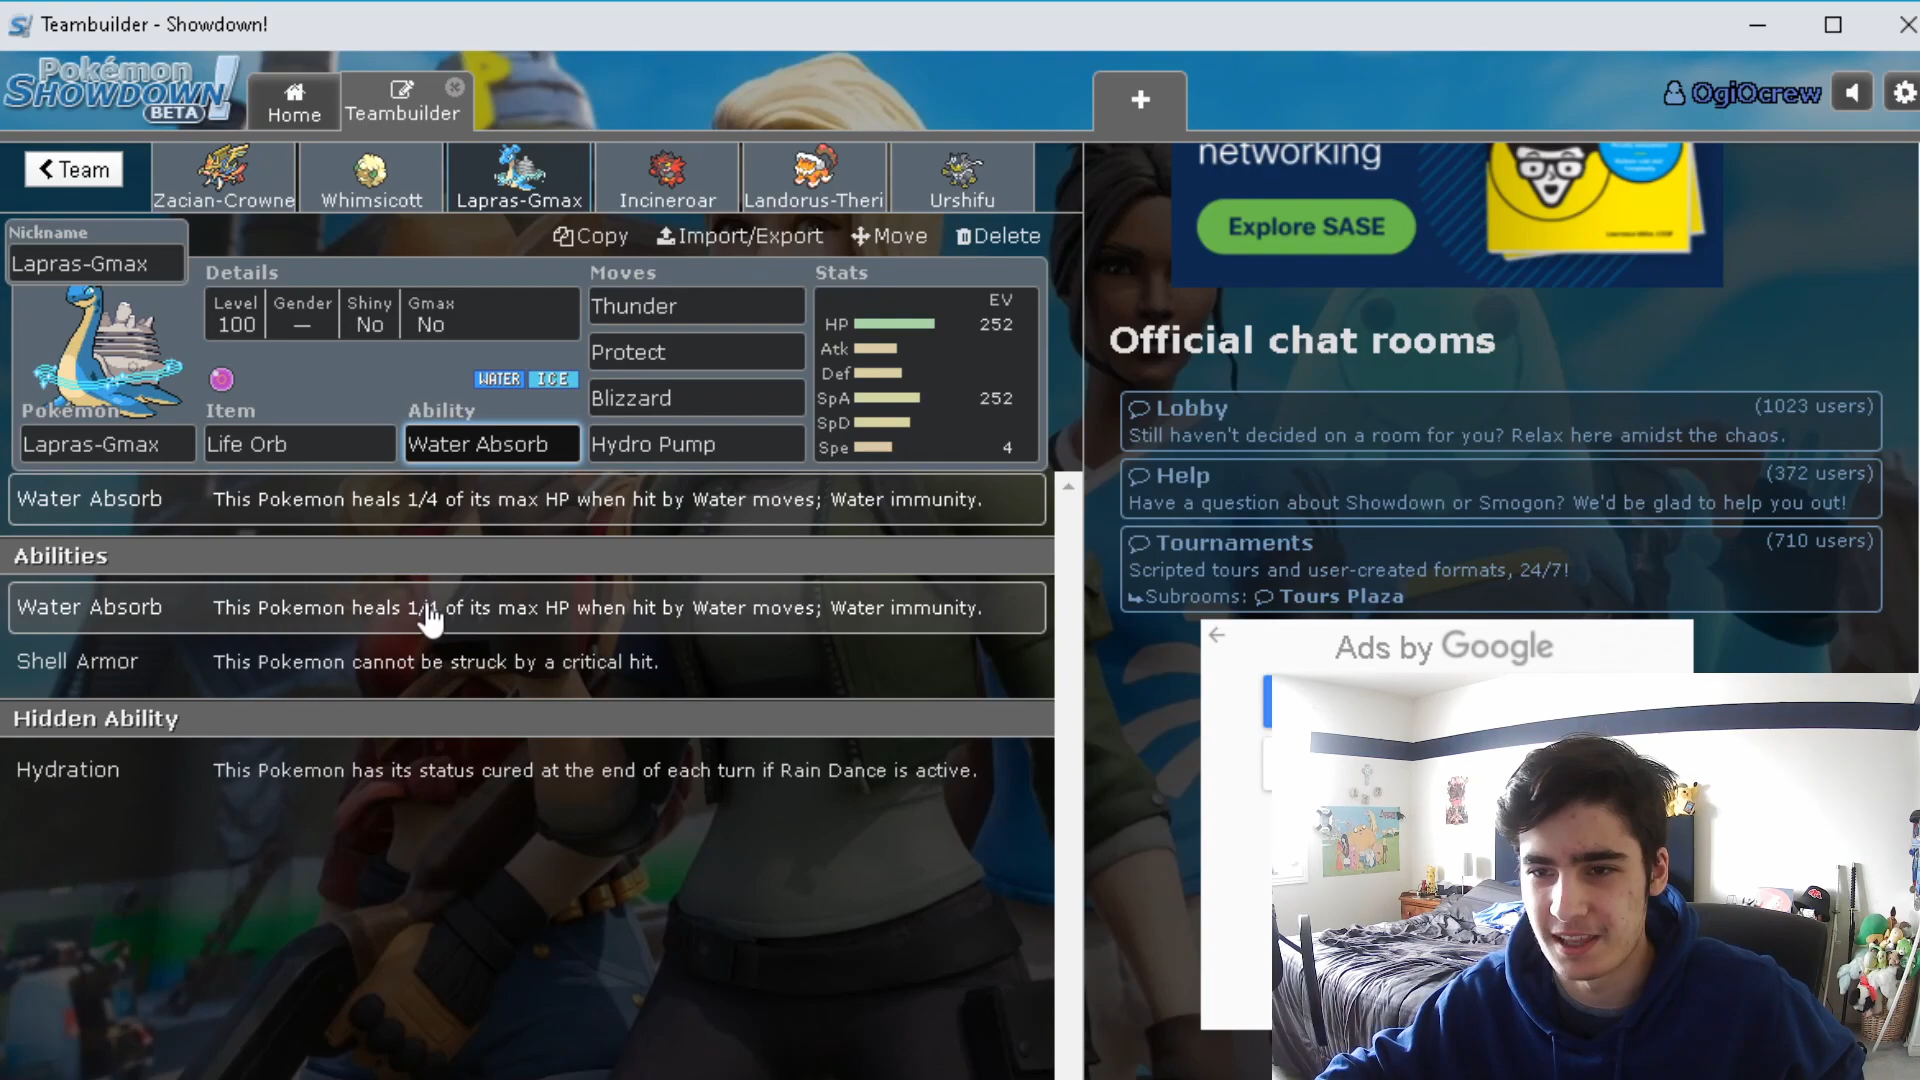 Teambuilder - Showdown!
Pokémon
SHOWDOWN!
BETA
Home
Teambuilder
+
OgiOcrew
Team
Zacian-Crowne
Whimsicott
Lapras-Gmax
Incineroar
Landorus-Theri
Urshifu
Copy
Import/Export
Move
Delete
Nickname
Lapras-Gmax
Details
Level
100
Gender
—
Shiny
No
Gmax
No
WATER
ICE
Pokémon
Lapras-Gmax
Item
Life Orb
Ability
Water Absorb
Moves
Thunder
Protect
Blizzard
Hydro Pump
Stats
EV
HP 252
Atk
Def
SpA 252
SpD
Spe 4
Water Absorb This Pokemon heals 1/4 of its max HP when hit by Water moves; Water immunity.
Abilities
Water Absorb This Pokemon heals 1/4 of its max HP when hit by Water moves; Water immunity.
Shell Armor This Pokemon cannot be struck by a critical hit.
Hidden Ability
Hydration This Pokemon has its status cured at the end of each turn if Rain Dance is active.
networking
Explore SASE
Official chat rooms
Lobby (1023 users)
Still haven't decided on a room for you? Relax here amidst the chaos.
Help (372 users)
Have a question about Showdown or Smogon? We'd be glad to help you out!
Tournaments (710 users)
Scripted tours and user-created formats, 24/7!
Subrooms: Tours Plaza
Ads by Google